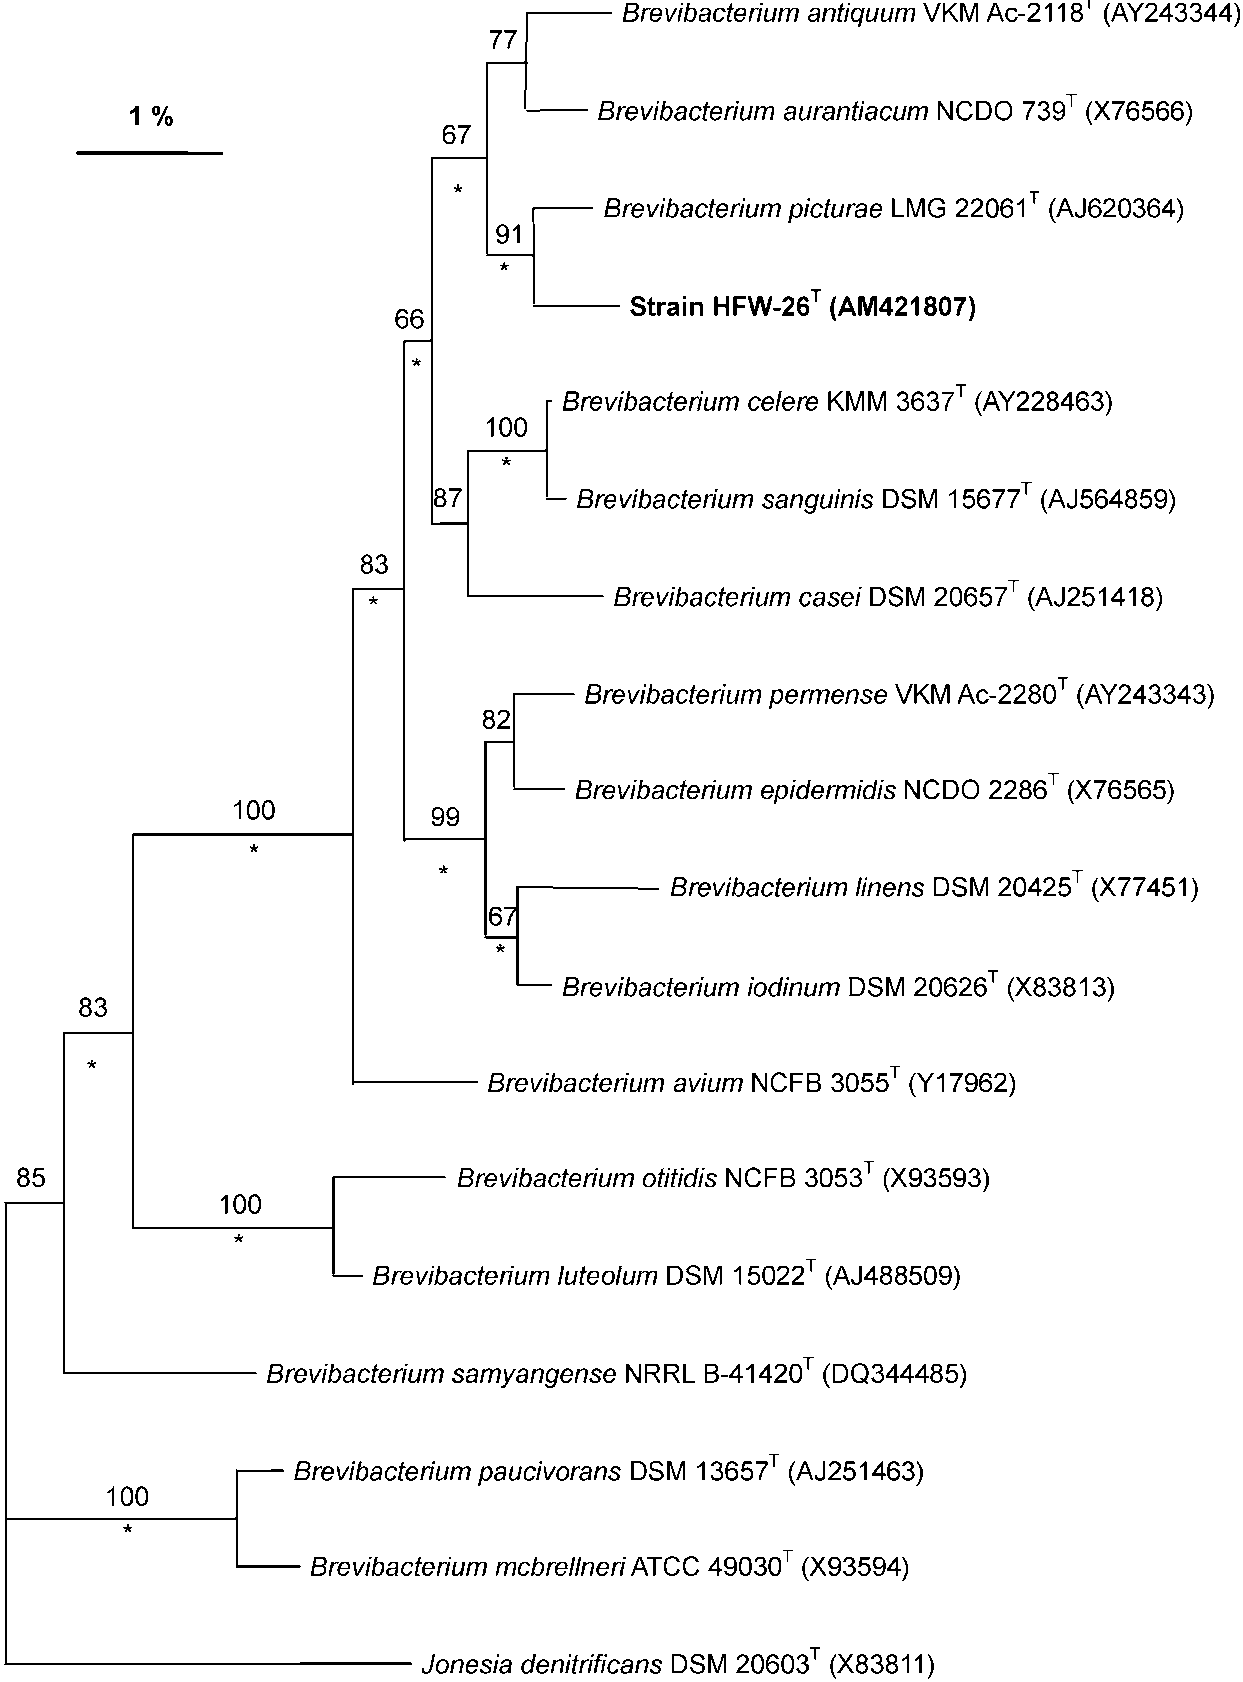 Brevibacterium antiquum VKM Ac-2118T (AY243344)
77
1 %
Brevibacterium aurantiacum NCDO 739T (X76566)
67
*
Brevibacterium picturae LMG 22061T (AJ620364)
91
*
Strain HFW-26T (AM421807)
66
*
Brevibacterium celere KMM 3637T (AY228463)
100
*
87
Brevibacterium sanguinis DSM 15677T (AJ564859)
83
*
Brevibacterium casei DSM 20657T (AJ251418)
Brevibacterium permense VKM Ac-2280T (AY243343)
82
Brevibacterium epidermidis NCDO 2286T (X76565)
100
*
99
*
Brevibacterium linens DSM 20425T (X77451)
67
*
Brevibacterium iodinum DSM 20626T (X83813)
83
*
Brevibacterium avium NCFB 3055T (Y17962)
85
Brevibacterium otitidis NCFB 3053T (X93593)
100
*
Brevibacterium luteolum DSM 15022T (AJ488509)
Brevibacterium samyangense NRRL B-41420T (DQ344485)
Brevibacterium paucivorans DSM 13657T (AJ251463)
100
*
Brevibacterium mcbrellneri ATCC 49030T (X93594)
Jonesia denitrificans DSM 20603T (X83811)